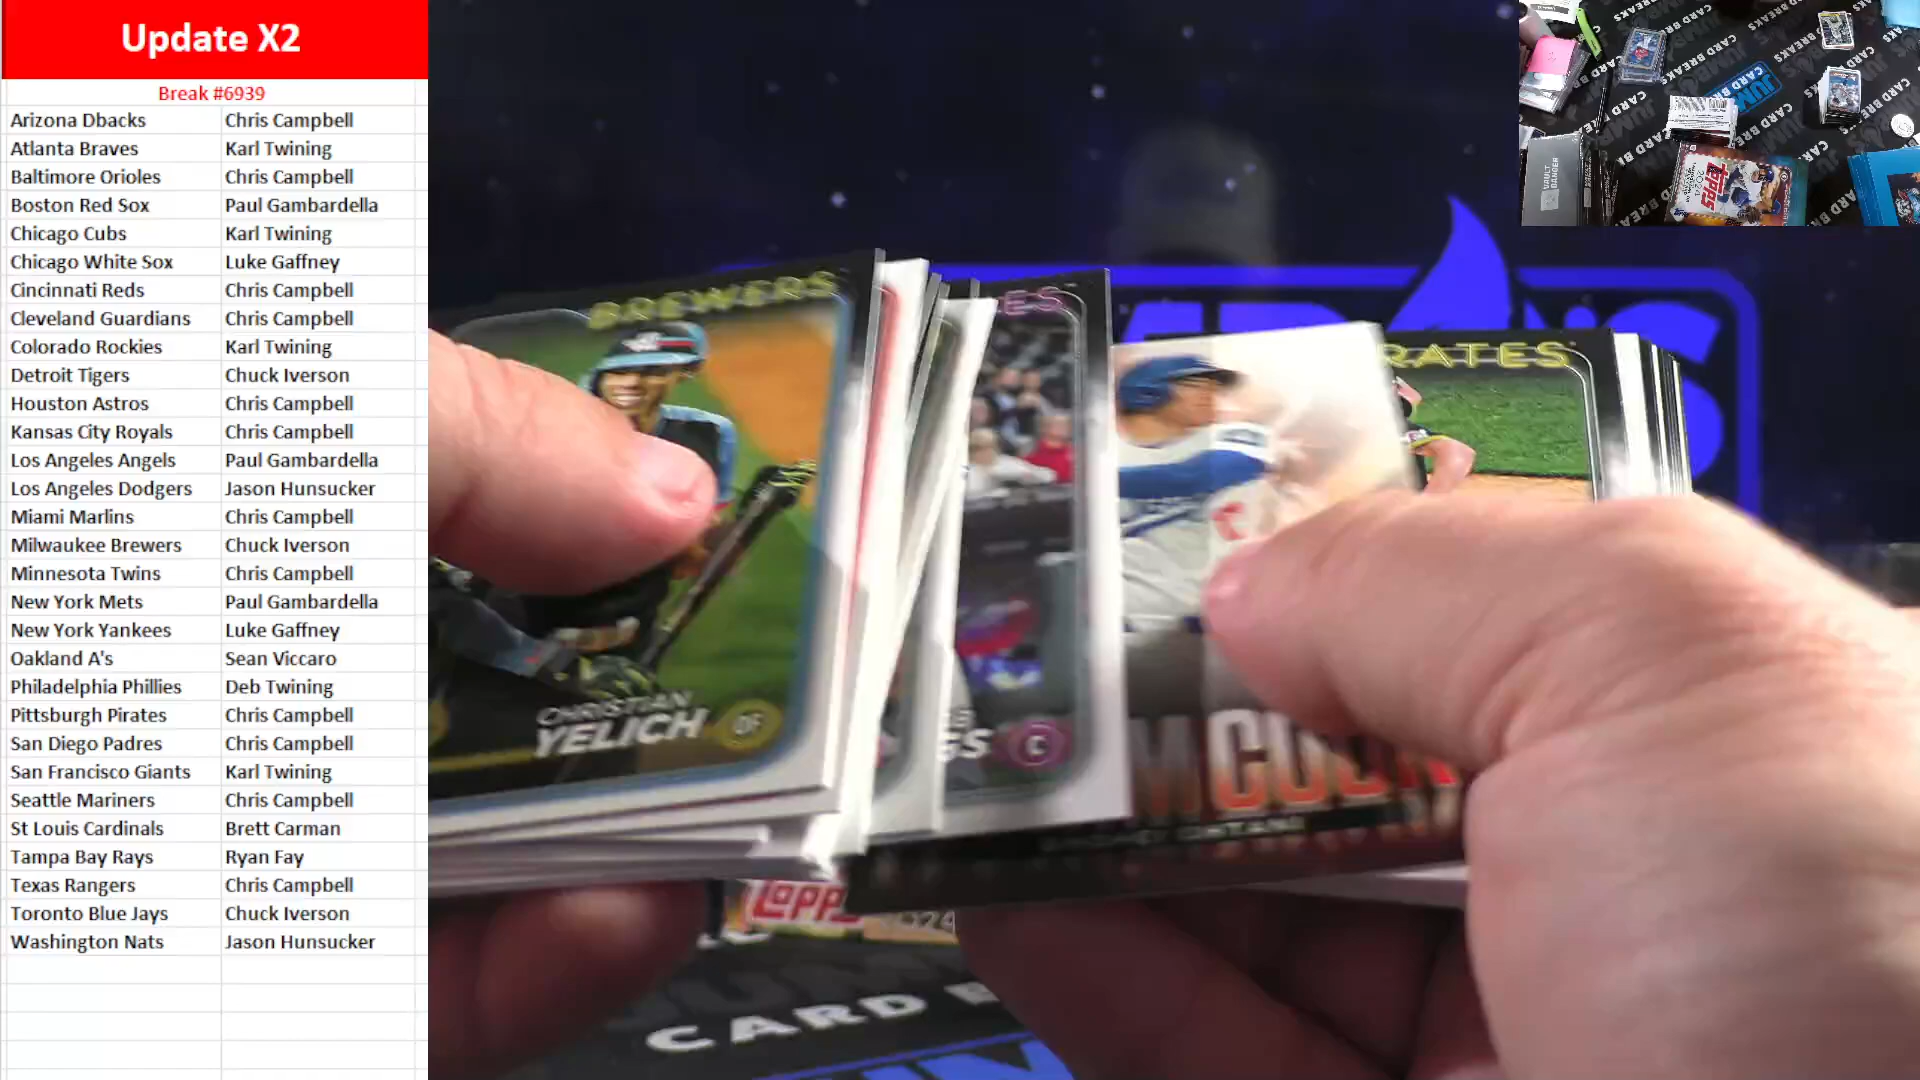 Update X2
Break #6939
Arizona Dbacks Chris Campbell
Atlanta Braves Karl Twining
Baltimore Orioles Chris Campbell
Boston Red Sox Paul Gambardella
Chicago Cubs Karl Twining
Chicago White Sox Luke Gaffney
Cincinnati Reds Chris Campbell
Cleveland Guardians Chris Campbell
Colorado Rockies Karl Twining
Detroit Tigers Chuck Iverson
Houston Astros Chris Campbell
Kansas City Royals Chris Campbell
Los Angeles Angels Paul Gambardella
Los Angeles Dodgers Jason Hunsucker
Miami Marlins Chris Campbell
Milwaukee Brewers Chuck Iverson
Minnesota Twins Chris Campbell
New York Mets Paul Gambardella
New York Yankees Luke Gaffney
Oakland A's Sean Viccaro
Philadelphia Phillies Deb Twining
Pittsburgh Pirates Chris Campbell
San Diego Padres Chris Campbell
San Francisco Giants Karl Twining
Seattle Mariners Chris Campbell
St Louis Cardinals Brett Carman
Tampa Bay Rays Ryan Fay
Texas Rangers Chris Campbell
Toronto Blue Jays Chuck Iverson
Washington Nats Jason Hunsucker
BREWERS
CHRISTIAN
YELICH OF
ES
GS C
RATES
OHTANI
TOPPS
CARD B
CARD BREAKS